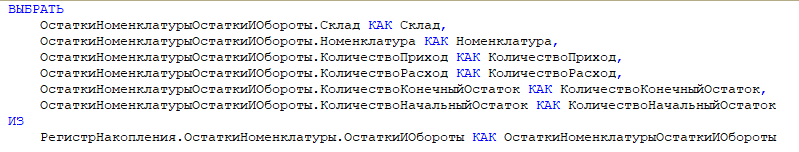 ВЫБРАТЬ
ОстаткиНоменклатурыОстаткиИОбороты.Склад КАК Склад,
ОстаткиНоменклатурыОстаткиИОбороты.Номенклатура КАК Номенклатура,
ОстаткиНоменклатурыОстаткиИОбороты.КоличествоПриход КАК КоличествоПриход,
ОстаткиНоменклатурыОстаткиИОбороты.КоличествоРасход КАК КоличествоРасход,
ОстаткиНоменклатурыОстаткиИОбороты.КоличествоКонечныйОстаток КАК КоличествоКонечныйОстаток,
ОстаткиНоменклатурыОстаткиИОбороты.КоличествоНачальныйОстаток КАК КоличествоНачальныйОстаток
ИЗ
РегистрНакопления.ОстаткиНоменклатуры.ОстаткиИОбороты КАК ОстаткиНоменклатурыОстаткиИОбороты